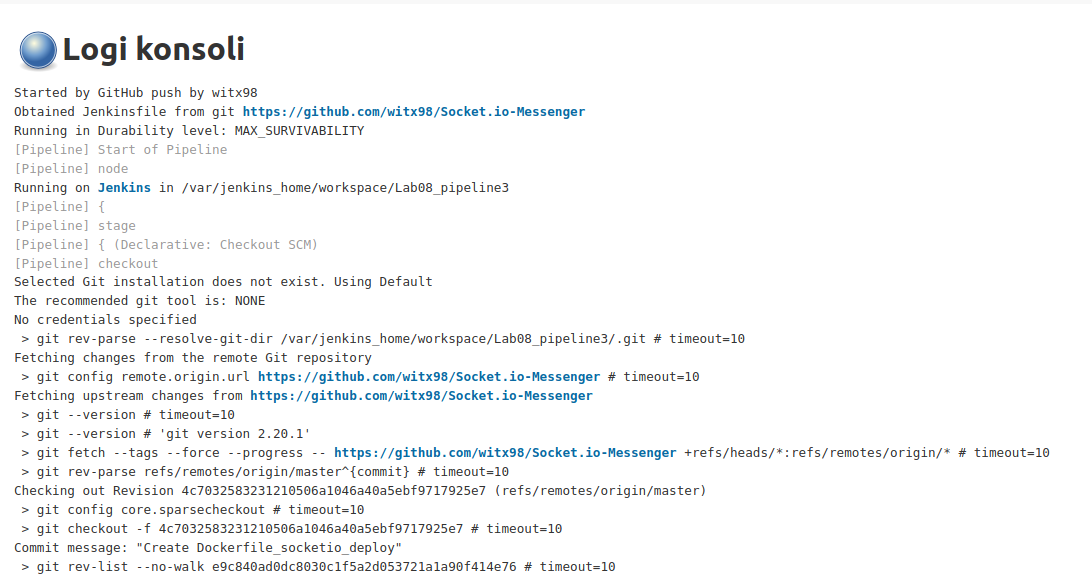 Logi konsoli
Started by GitHub push by witx98
Obtained Jenkinsfile from git https://github.com/witx98/Socket.io-Messenger
Running in Durability level: MAX_SURVIVABILITY
[Pipeline] Start of Pipeline
[Pipeline] node
Running on Jenkins in /var/jenkins_home/workspace/Lab08_pipeline3
[Pipeline] {
[Pipeline] stage
[Pipeline] { (Declarative: Checkout SCM)
[Pipeline] checkout
Selected Git installation does not exist. Using Default
The recommended git tool is: NONE
No credentials specified
 > git rev-parse --resolve-git-dir /var/jenkins_home/workspace/Lab08_pipeline3/.git # timeout=10
Fetching changes from the remote Git repository
 > git config remote.origin.url https://github.com/witx98/Socket.io-Messenger # timeout=10
Fetching upstream changes from https://github.com/witx98/Socket.io-Messenger
 > git --version # timeout=10
 > git --version # 'git version 2.20.1'
 > git fetch --tags --force --progress -- https://github.com/witx98/Socket.io-Messenger +refs/heads/*:refs/remotes/origin/* # timeout=10
 > git rev-parse refs/remotes/origin/master^{commit} # timeout=10
Checking out Revision 4c7032583231210506a1046a40a5ebf9717925e7 (refs/remotes/origin/master)
 > git config core.sparsecheckout # timeout=10
 > git checkout -f 4c7032583231210506a1046a40a5ebf9717925e7 # timeout=10
Commit message: "Create Dockerfile_socketio_deploy"
 > git rev-list --no-walk e9c840ad0dc8030c1f5a2d053721a1a90f414e76 # timeout=10